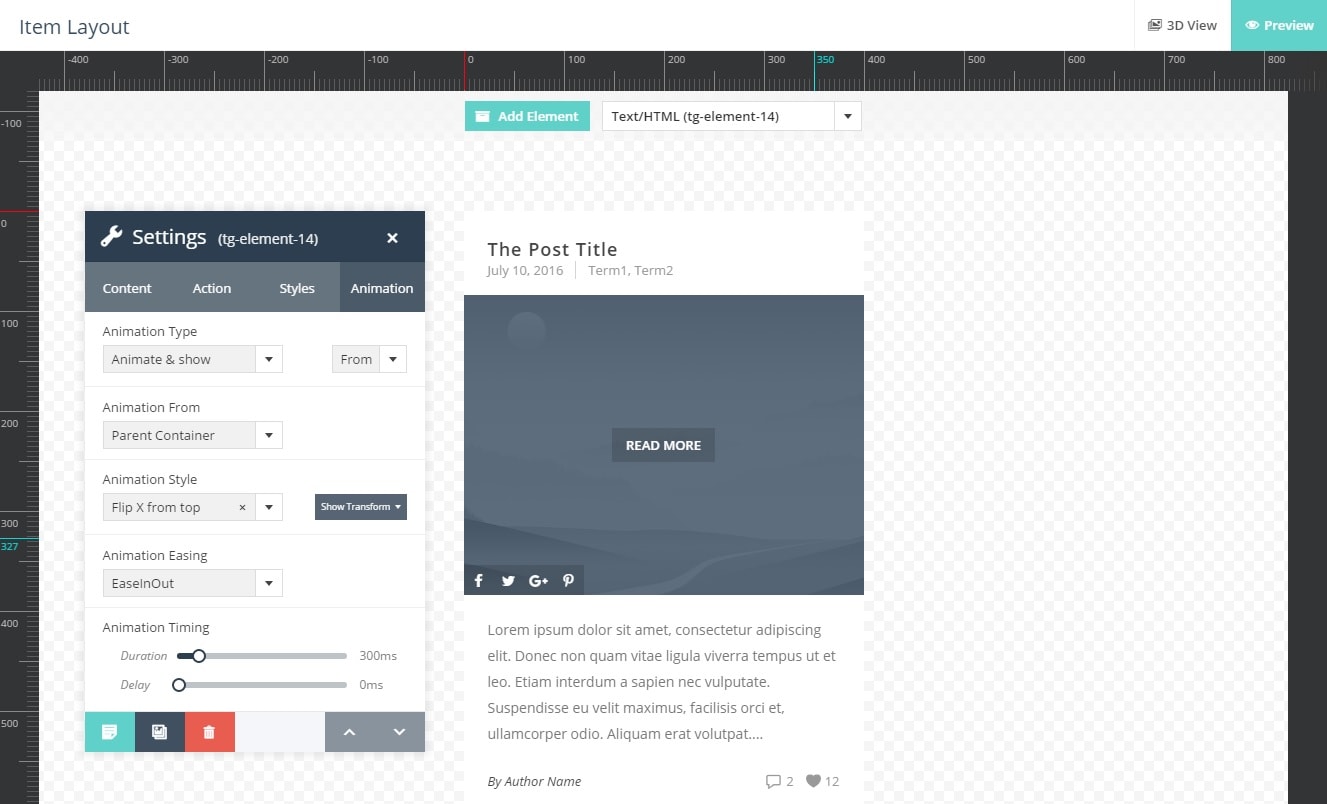 Item Layout
3D View
Preview
-400 -300 -200 -100 0 100 200 300 350 400 500 600 700 800
-100
0
100
200
300
327
400
500
Add Element
Text/HTML (tg-element-14)
Settings (tg-element-14) ×
Content Action Styles Animation
Animation Type
Animate & show From
Animation From
Parent Container
Animation Style
Flip X from top × Show Transform
Animation Easing
EaseInOut
Animation Timing
Duration 300ms
Delay 0ms
The Post Title
July 10, 2016 Term1, Term2
READ MORE
Lorem ipsum dolor sit amet, consectetur adipiscing
elit. Donec non quam vitae ligula viverra tempus ut et
leo. Etiam interdum a sapien nec vulputate.
Suspendisse eu velit maximus, facilisis orci et,
ullamcorper odio. Aliquam erat volutpat....
By Author Name 2 12